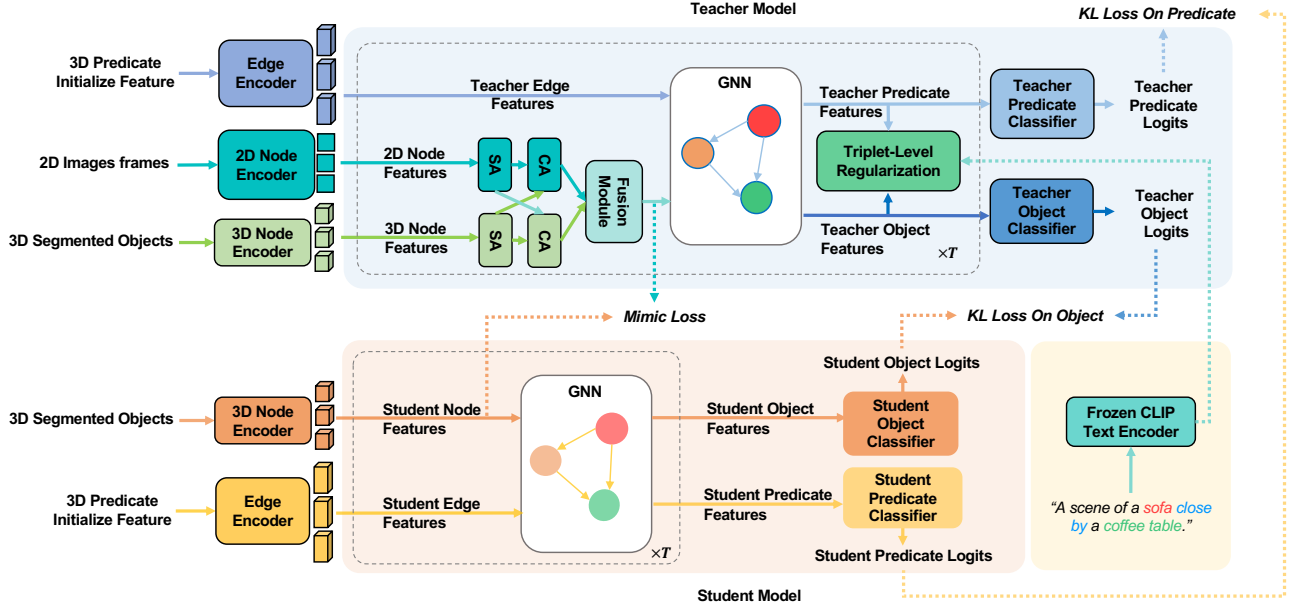 Teacher Model
KL Loss On Predicate
3D Predicate
Initialize Feature
Edge
Encoder
Teacher Edge
Features
GNN
Teacher Predicate
Features
Teacher
Predicate
Classifier
Teacher
Predicate
Logits
2D Images frames
2D Node
Encoder
2D Node
Features
SA
CA
Fusion
Module
Triplet-Level
Regularization
3D Segmented Objects
3D Node
Encoder
3D Node
Features
SA
CA
Teacher Object
Features
×T
Teacher
Object
Classifier
Teacher
Object
Logits
Mimic Loss
KL Loss On Object
3D Segmented Objects
3D Node
Encoder
Student Node
Features
GNN
Student Object
Features
Student Object Logits
Student
Object
Classifier
Frozen CLIP
Text Encoder
3D Predicate
Initialize Feature
Edge
Encoder
Student Edge
Features
×T
Student Predicate
Features
Student
Predicate
Classifier
Student Predicate Logits
“A scene of a sofa close
by a coffee table.”
Student Model